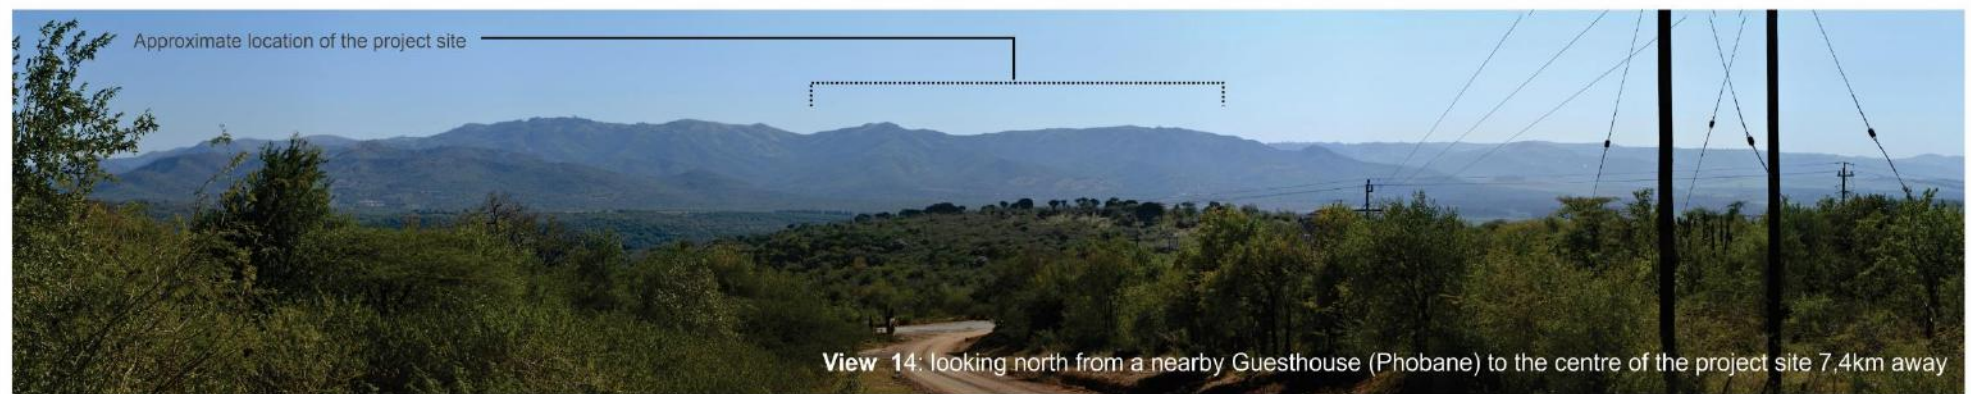 Approximate location of the project site
View 14: looking north from a nearby Guesthouse (Phobane) to the centre of the project site 7,4km away